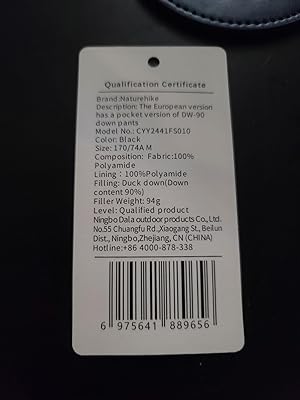 Qualification Certificate
Brand:Naturehike
Description: The European version
has a pocket version of DW-90
down pants
Model No.: CYY2441FS010
Color: Black
Size: 170/74A M
Composition: Fabric:100%
Polyamide
Lining：100%Polyamide
Filling: Duck down(Down
content 90%)
Filler Weight: 94g
Level: Qualified product
Ningbo Dala outdoor products Co,.Ltd.
No.55 Chuangfu Rd.,Xiaogang St., Beilun
Dist., Ningbo,Zhejiang, CN (CHINA)
Hotline:+86 4000-878-338
6 975641 889656